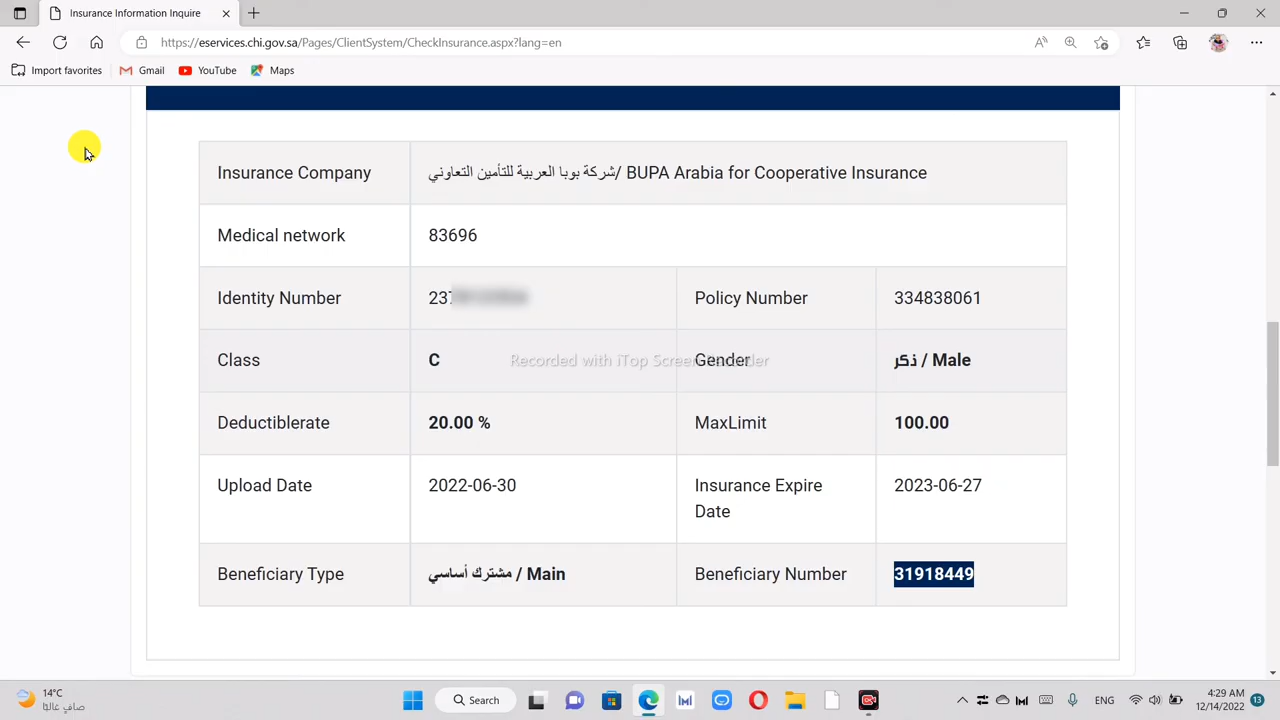 Insurance Information Inquire
https://eservices.chi.gov.sa/Pages/ClientSystem/CheckInsurance.aspx?lang=en
Import favorites
Gmail
YouTube
Maps
Insurance Company
شركة بوبا العربية للتأمين التعاوني/ BUPA Arabia for Cooperative Insurance
Medical network
83696
Identity Number
237
Policy Number
334838061
Class
C
Gender
ذكر / Male
Recorded with iTop Screen Recorder
Deductiblerate
20.00 %
MaxLimit
100.00
Upload Date
2022-06-30
Insurance Expire
Date
2023-06-27
Beneficiary Type
مشترك أساسي / Main
Beneficiary Number
31918449
14°C
صافٍ غالبًا
Search
ENG
4:29 AM
12/14/2022
13